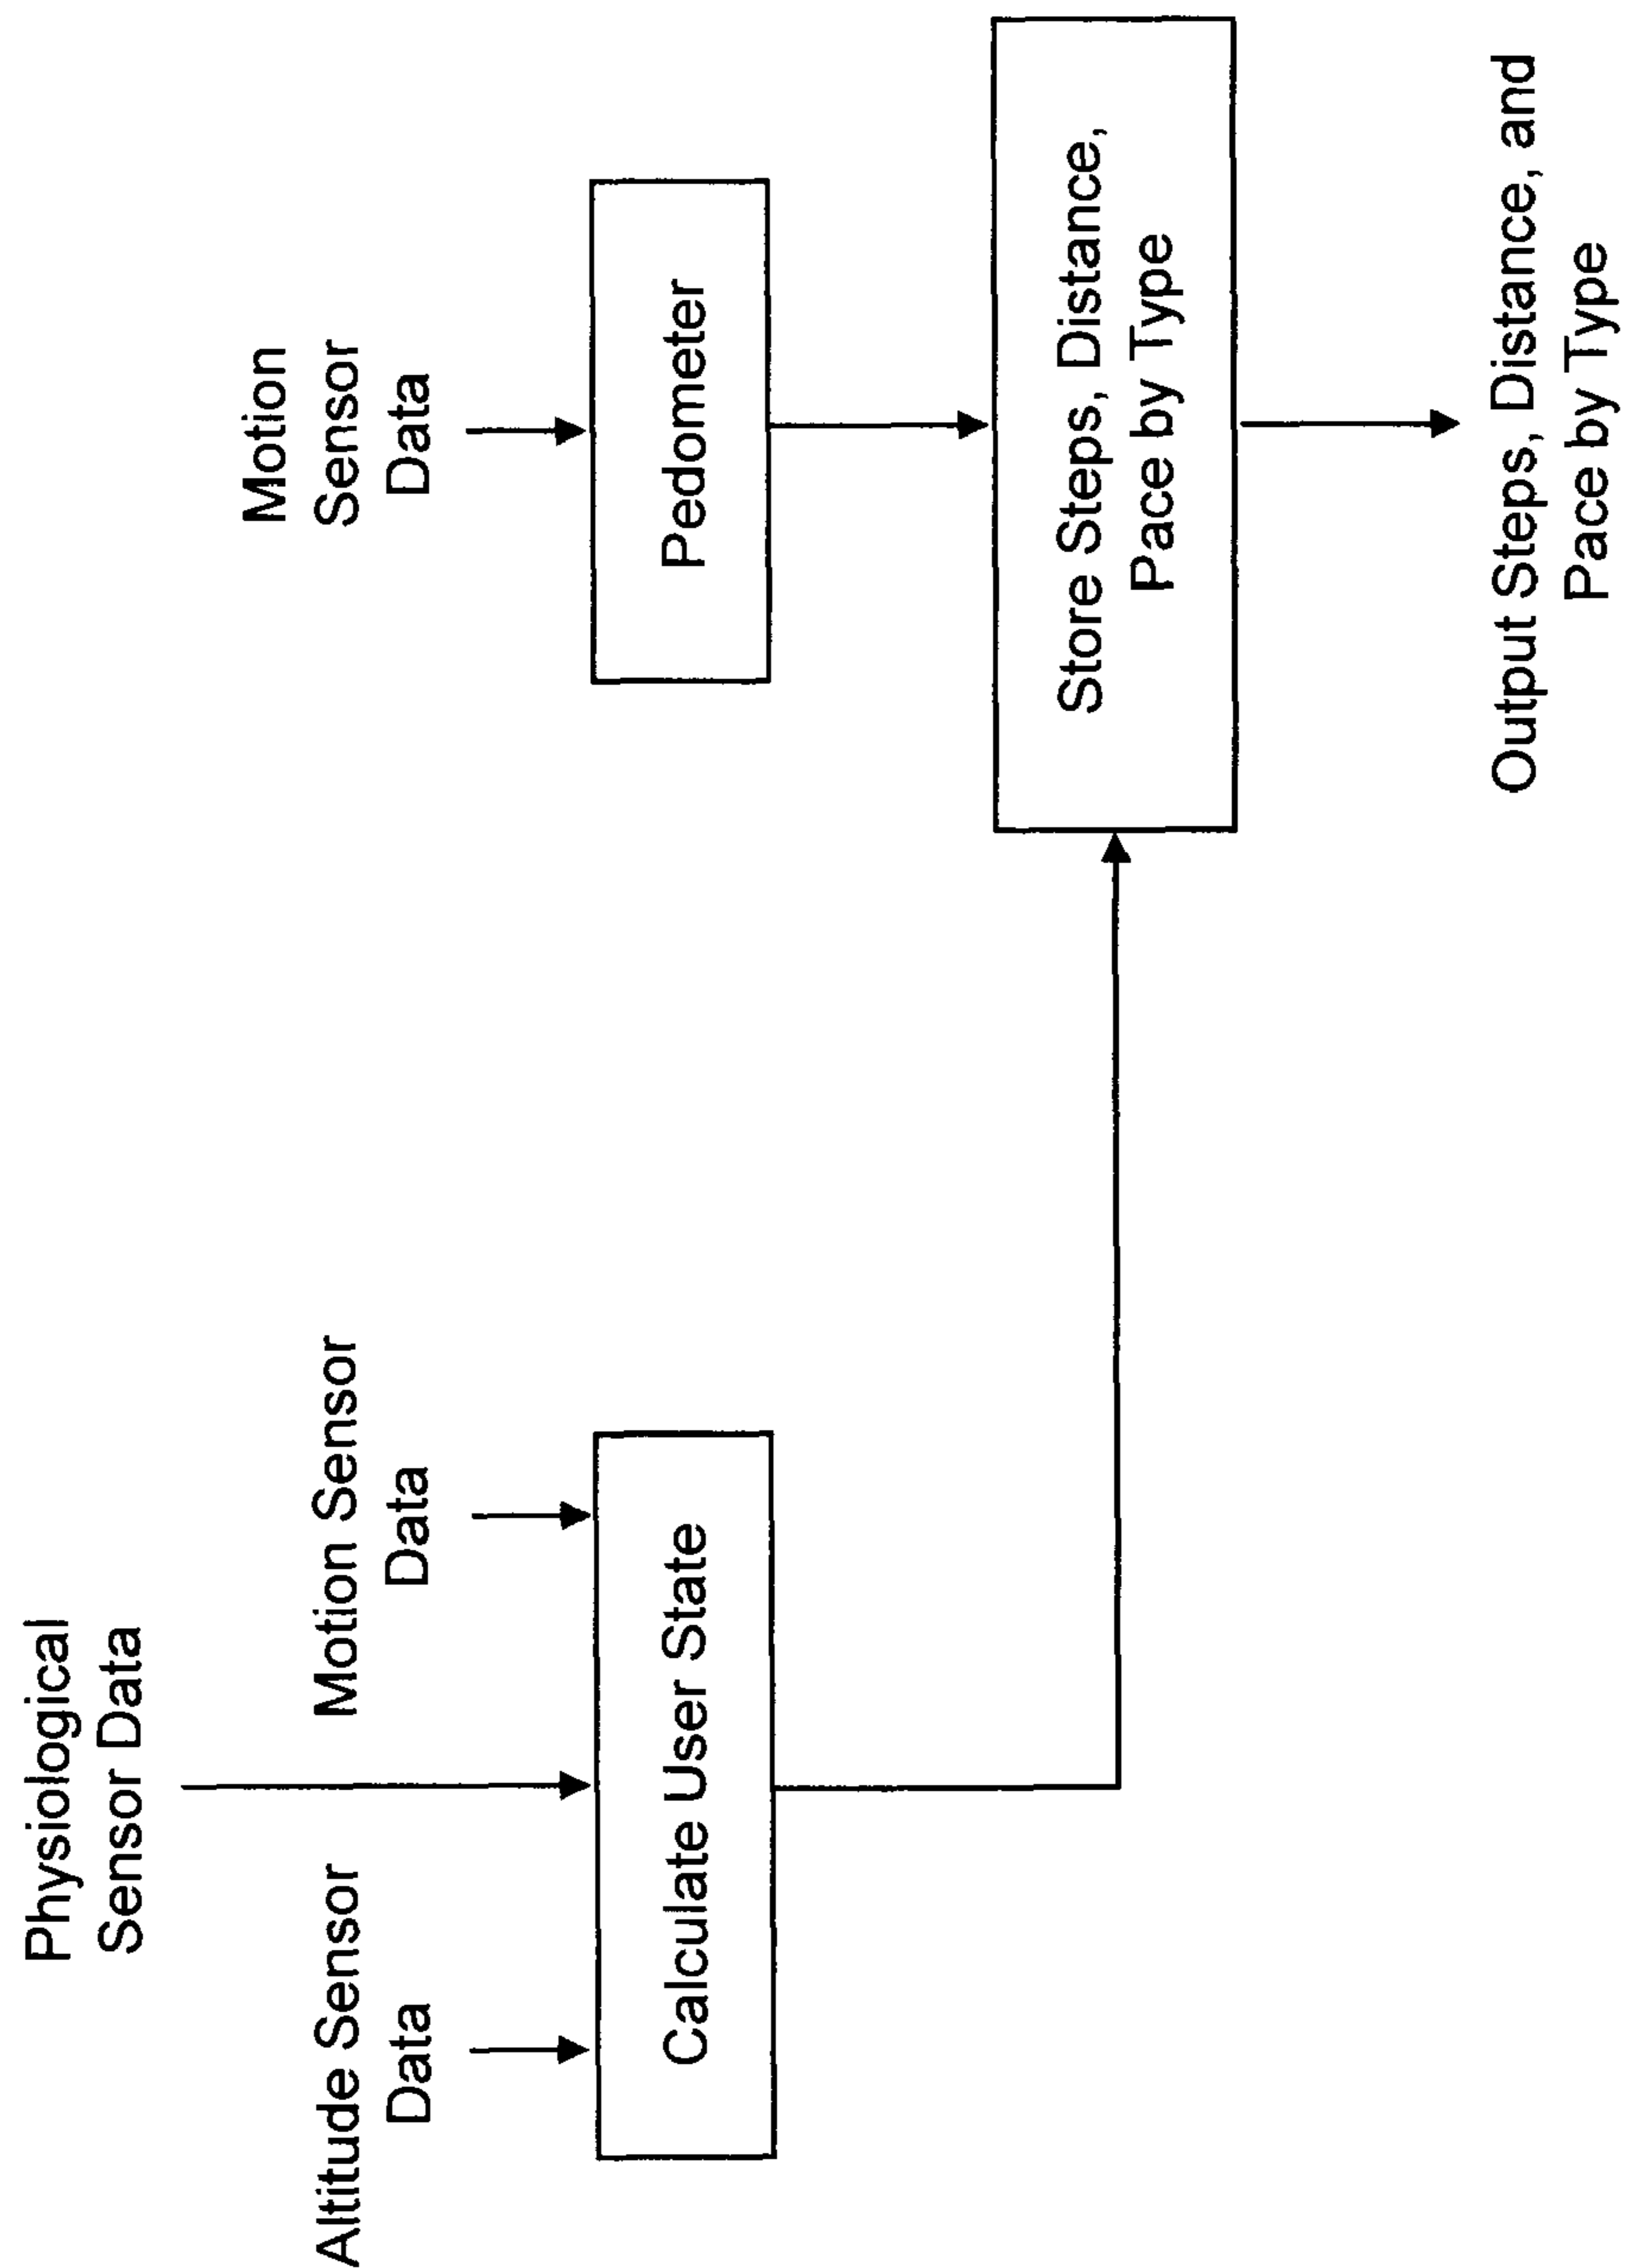 Physiological
Sensor Data
Altitude Sensor
Data
Motion Sensor
Data
Motion
Sensor
Data
Calculate User State
Pedometer
Store Steps, Distance,
Pace by Type
Output Steps, Distance, and
Pace by Type